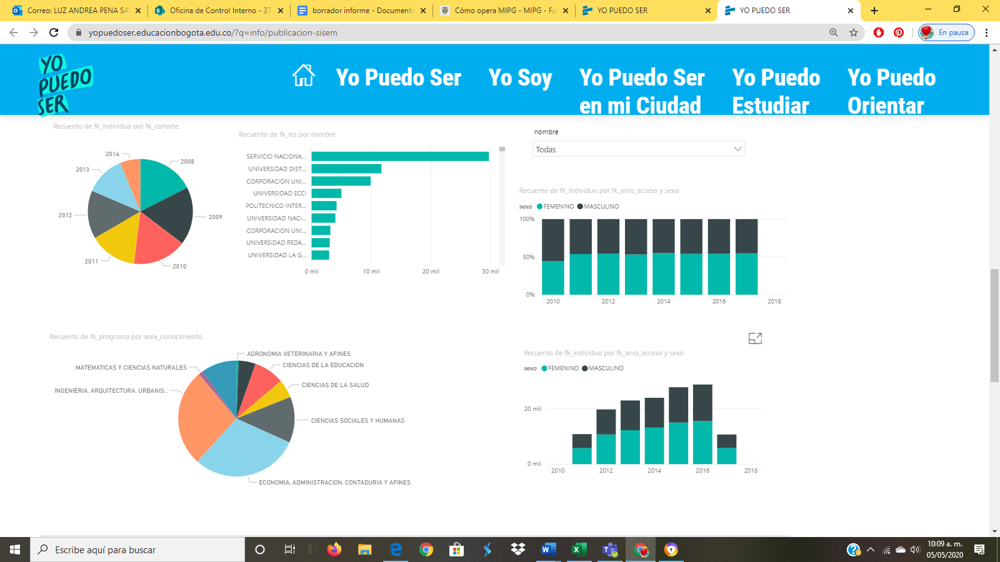 Correo: LUZ ANDREA PENA SA
Oficina de Control Interno - 37
borrador informe - Documento
Cómo opera MIPG - MIPG - Fu
YO PUEDO SER
YO PUEDO SER
yopuedoser.educacionbogota.edu.co/?q=info/publicacion-sisem
En pausa
YO
PUEDO
SER
Yo Puedo Ser
Yo Soy
Yo Puedo Ser
en mi Ciudad
Yo Puedo
Estudiar
Yo Puedo
Orientar
Recuento de fk_individuo por fk_cohorte
2014
2008
2013
2012
2009
2011
2010
Recuento de fk_ies por nombre
SERVICIO NACIONA...
UNIVERSIDAD DIST...
CORPORACION UNI...
UNIVERSIDAD ECCI
POLITECNICO INTER...
UNIVERSIDAD NACI...
CORPORACION UNI...
UNIVERSIDAD PEDA...
UNIVERSIDAD LA G...
0 mil 10 mil 20 mil 30 mil
nombre
Todas
Recuento de fk_individuo por fk_anio_acceso y sexo
sexo FEMENINO MASCULINO
100%
50%
0%
2010 2012 2014 2016 2018
Recuento de fk_programa por area_conocimiento
AGRONOMIA VETERINARIA Y AFINES
MATEMATICAS Y CIENCIAS NATURALES
CIENCIAS DE LA EDUCACION
CIENCIAS DE LA SALUD
INGENIERIA, ARQUITECTURA, URBANIS...
CIENCIAS SOCIALES Y HUMANAS
ECONOMIA, ADMINISTRACION, CONTADURIA Y AFINES
Recuento de fk_individuo por fk_anio_acceso y sexo
sexo FEMENINO MASCULINO
20 mil
0 mil
2010 2012 2014 2016 2018
Escribe aquí para buscar
10:09 a. m.
05/05/2020